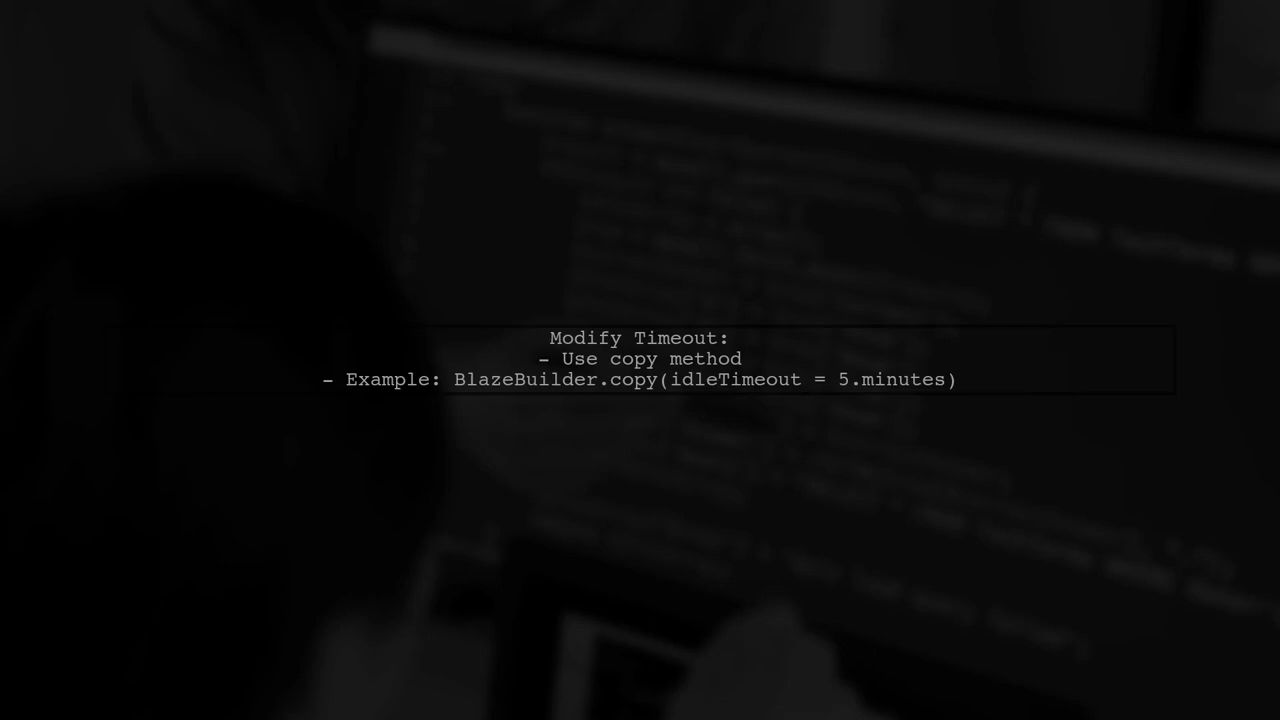 Modify Timeout:
- Use copy method
- Example: BlazeBuilder.copy(idleTimeout = 5.minutes)